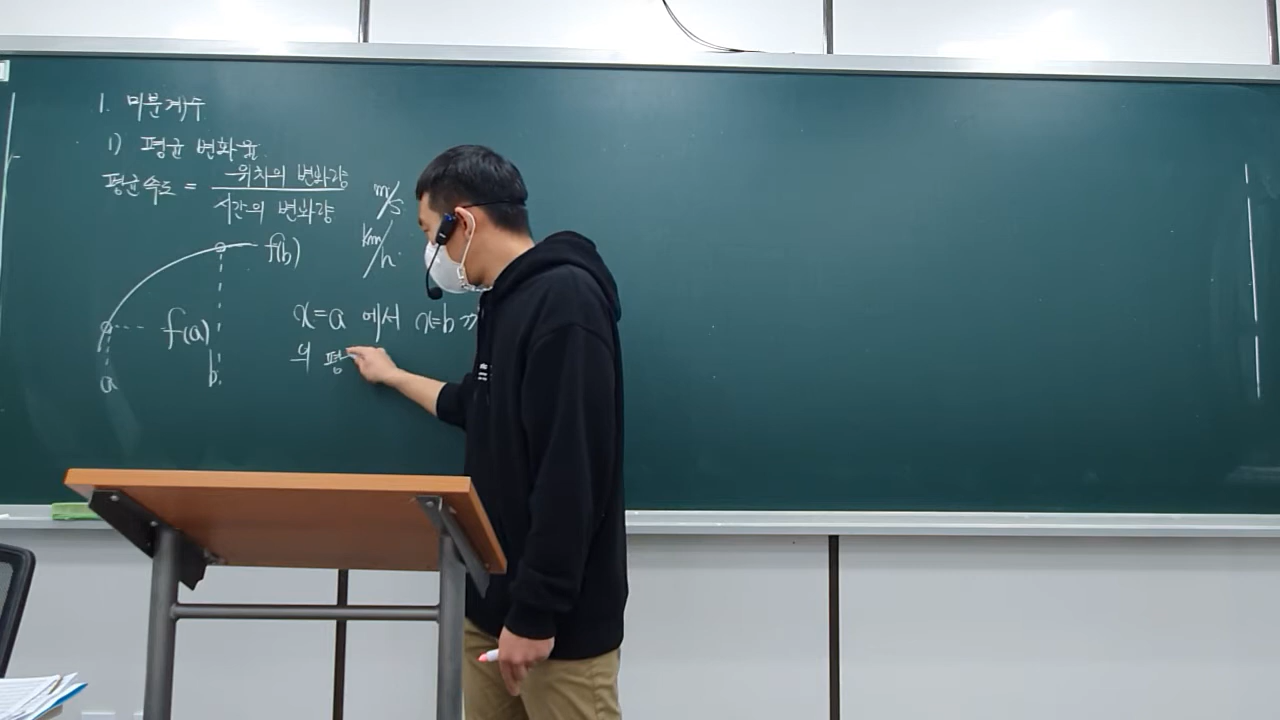 1. 미분계수
1) 평균 변화율
평균속도 = 위치의 변화량 / 시간의 변화량
m/s
km/h
f(b)
f(a)
a
b
x=a 에서 x=b
의 평